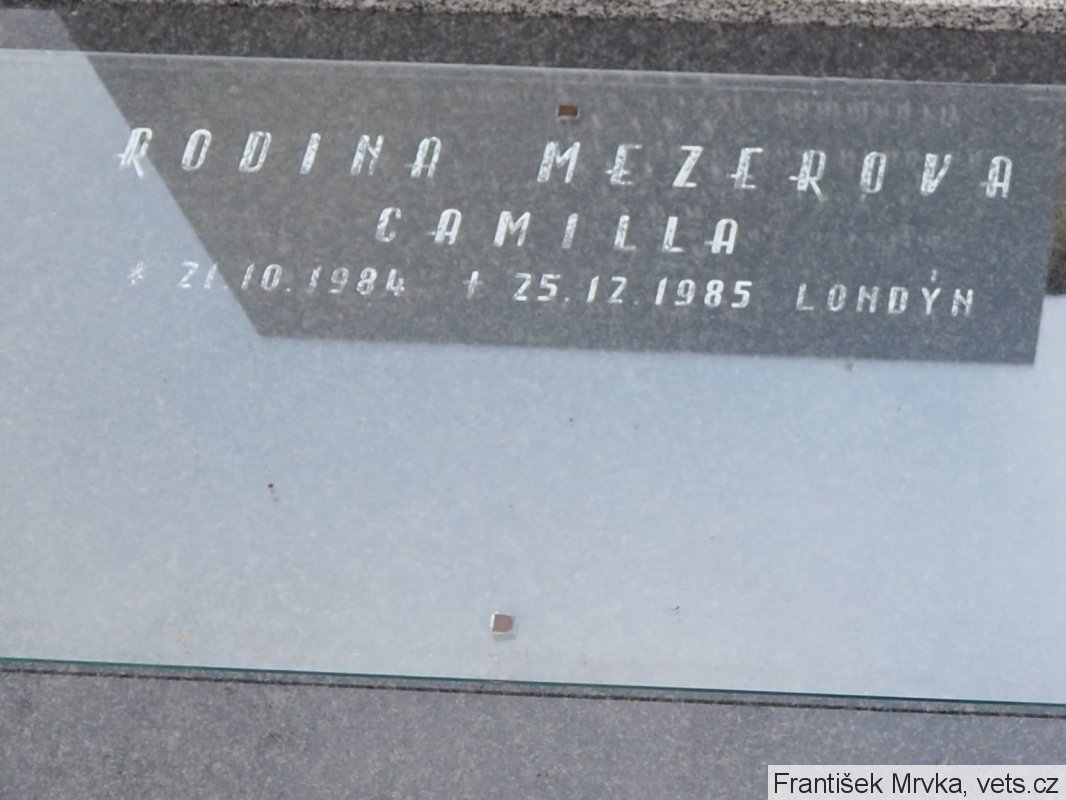 RODINA MEZEROVA
CAMILLA
* 21.10.1984 † 25.12.1985 LONDÝN
František Mrvka, vets.cz